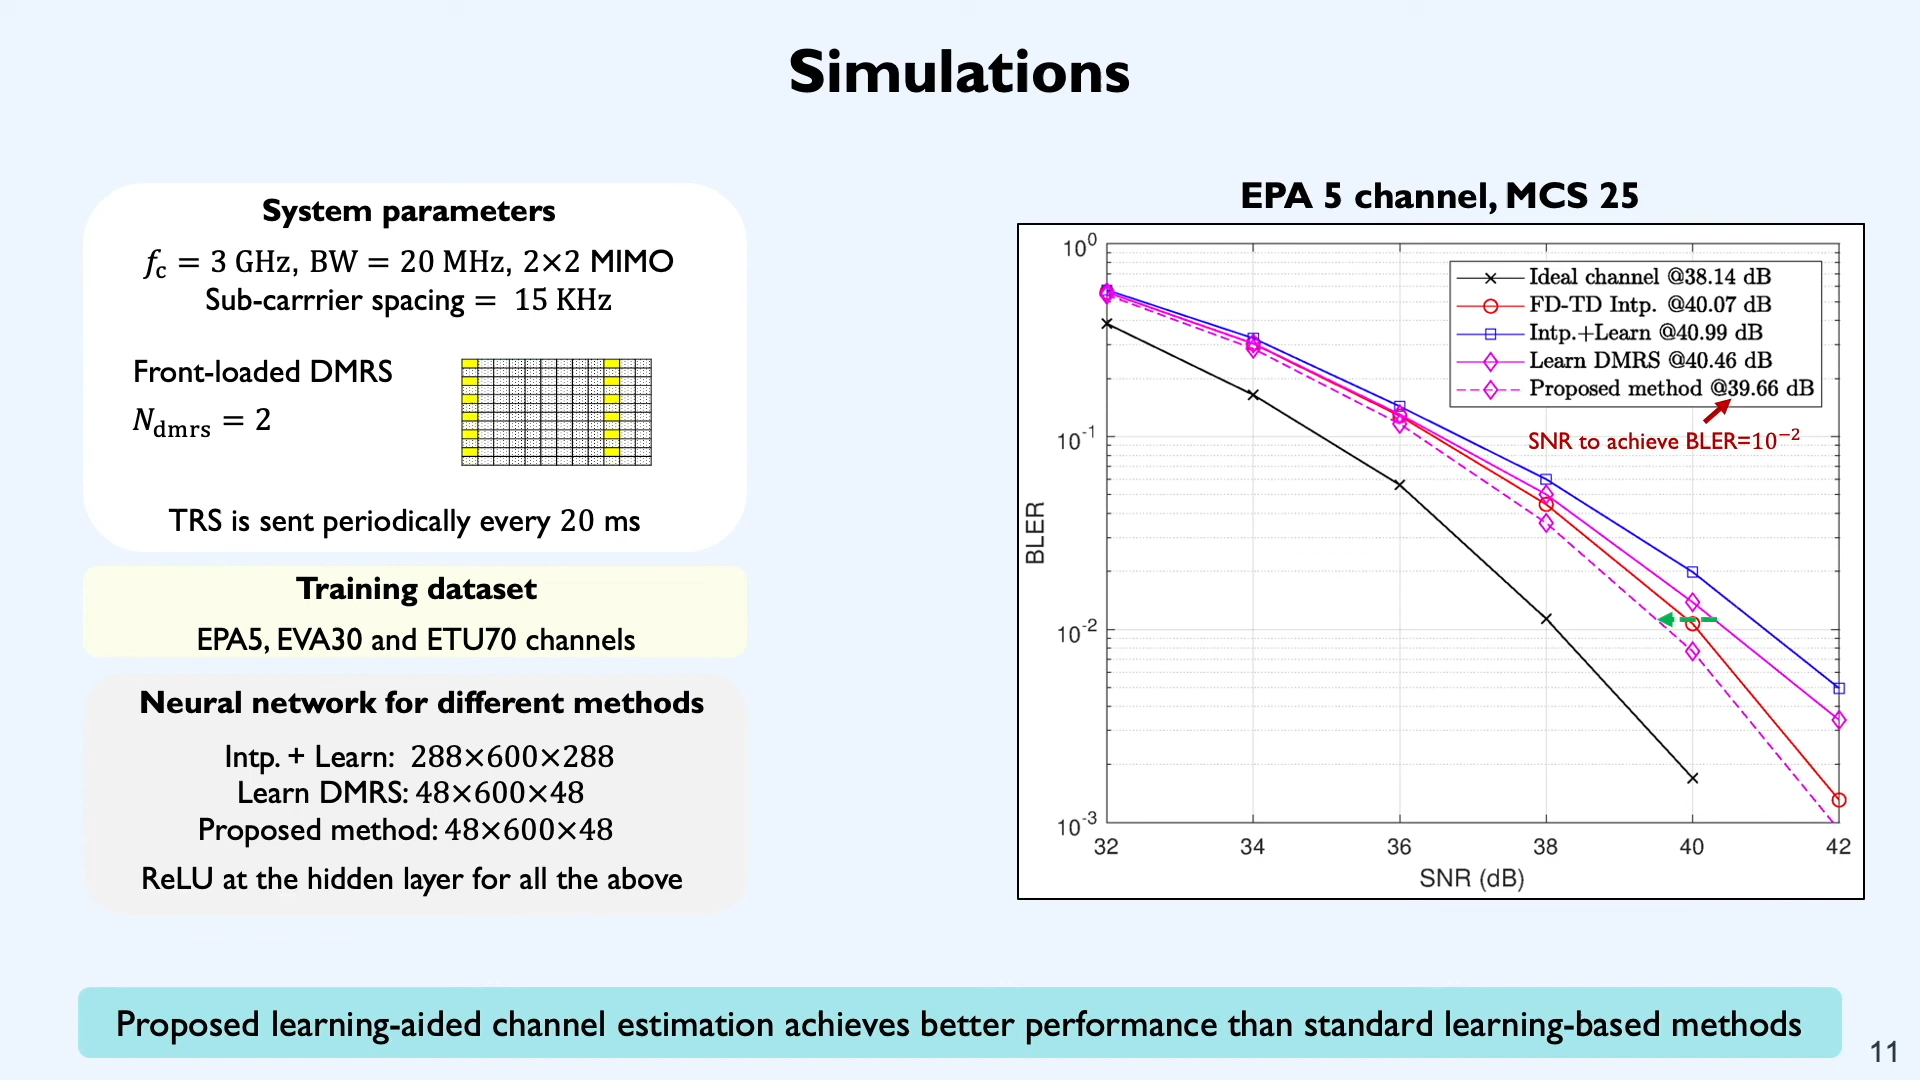 Simulations
System parameters
f_c = 3 GHz, BW = 20 MHz, 2×2 MIMO
Sub-carrrier spacing = 15 KHz
Front-loaded DMRS
N_dmrs = 2
TRS is sent periodically every 20 ms
Training dataset
EPA5, EVA30 and ETU70 channels
Neural network for different methods
Intp. + Learn: 288×600×288
Learn DMRS: 48×600×48
Proposed method: 48×600×48
ReLU at the hidden layer for all the above
EPA 5 channel, MCS 25
Ideal channel @38.14 dB
FD-TD Intp. @40.07 dB
Intp.+Learn @40.99 dB
Learn DMRS @40.46 dB
Proposed method @39.66 dB
SNR to achieve BLER=10⁻²
10⁰
10⁻¹
10⁻²
10⁻³
BLER
32 34 36 38 40 42
SNR (dB)
Proposed learning-aided channel estimation achieves better performance than standard learning-based methods
11